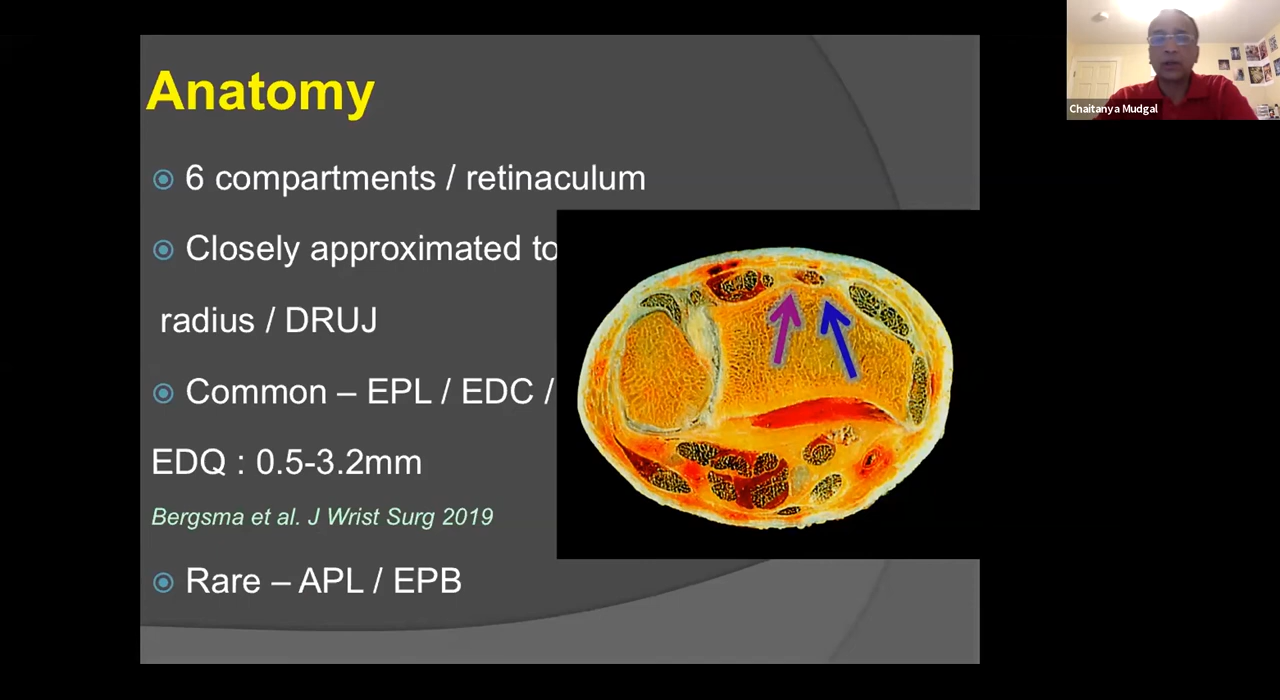 Anatomy
6 compartments / retinaculum
Closely approximated to
radius / DRUJ
Common – EPL / EDC /
EDQ : 0.5-3.2mm
Bergsma et al. J Wrist Surg 2019
Rare – APL / EPB
Chaitanya Mudgal